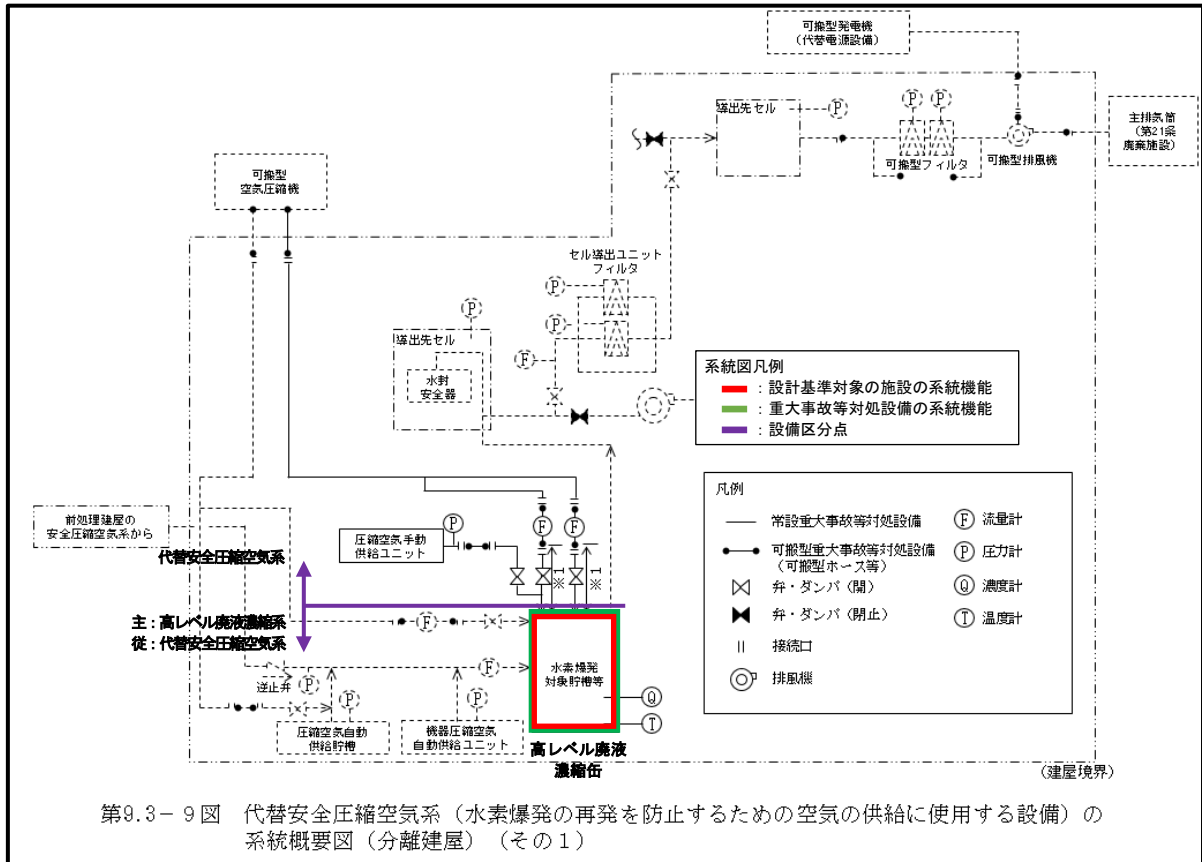 可搬型発電機
(代替電源設備)
導出先セル
P
P
P
可搬型フィルタ
可搬型排風機
主排気筒
(第21条
廃棄施設)
可搬型
空気圧縮機
セル導出ユニット
フィルタ
P
P
P
F
導出先セル
水封
安全器
系統図凡例
:設計基準対象の施設の系統機能
:重大事故等対処設備の系統機能
:設備区分点
凡例
常設重大事故等対処設備
可搬型重大事故等対処設備
(可搬型ホース等)
弁・ダンパ(開)
弁・ダンパ(閉止)
接続口
排風機
F 流量計
P 圧力計
Q 濃度計
T 温度計
前処理建屋の
安全圧縮空気系から
圧縮空気手動
供給ユニット
P
F
F
※1
※1
代替安全圧縮空気系
主:高レベル廃液濃縮系
従:代替安全圧縮空気系
F
F
逆止弁
P
P
P
圧縮空気自動
供給貯槽
機器圧縮空気
自動供給ユニット
水素爆発
対象貯槽等
Q
T
高レベル廃液
濃縮缶
(建屋境界)
第9.3-9図 代替安全圧縮空気系(水素爆発の再発を防止するための空気の供給に使用する設備)の
系統概要図(分離建屋)(その1)